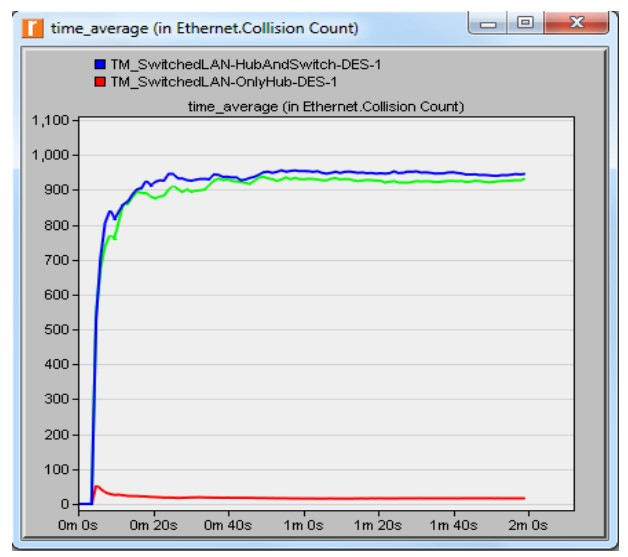 time_average (in Ethernet.Collision Count)
TM_SwitchedLAN-HubAndSwitch-DES-1
TM_SwitchedLAN-OnlyHub-DES-1
time_average (in Ethernet.Collision Count)
1,100
1,000
900
800
700
600
500
400
300
200
100
0
0m 0s 0m 20s 0m 40s 1m 0s 1m 20s 1m 40s 2m 0s